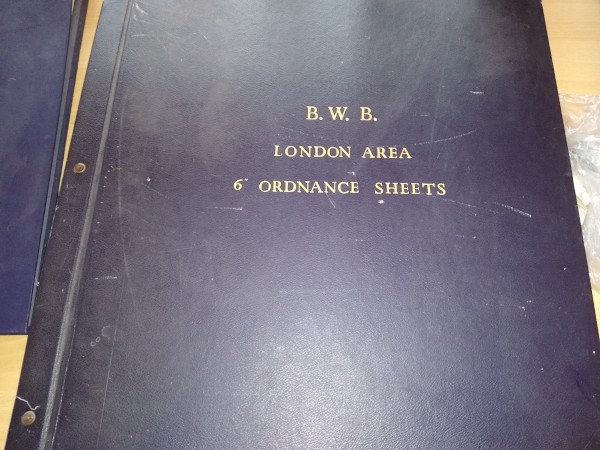 B. W. B.
LONDON AREA
6" ORDNANCE SHEETS